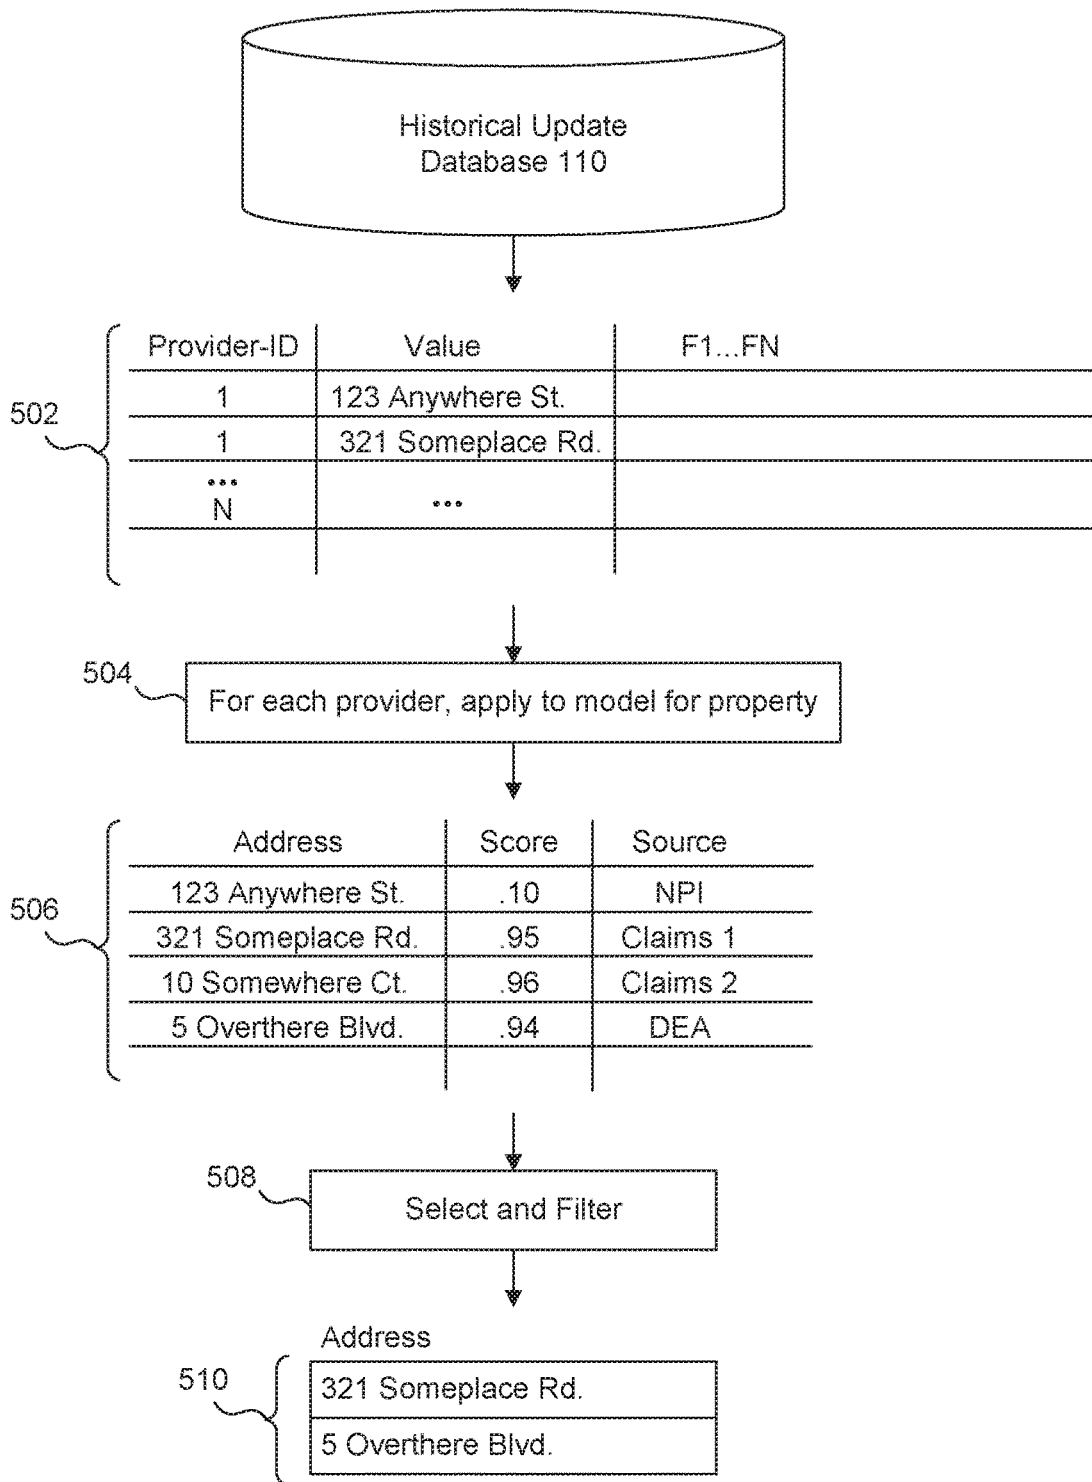 Historical Update
Database 110
502
Provider-ID Value F1...FN
1 123 Anywhere St.
1 321 Someplace Rd.
...
N ...
504
For each provider, apply to model for property
506
Address Score Source
123 Anywhere St. .10 NPI
321 Someplace Rd. .95 Claims 1
10 Somewhere Ct. .96 Claims 2
5 Overthere Blvd. .94 DEA
508
Select and Filter
Address
510
321 Someplace Rd.
5 Overthere Blvd.